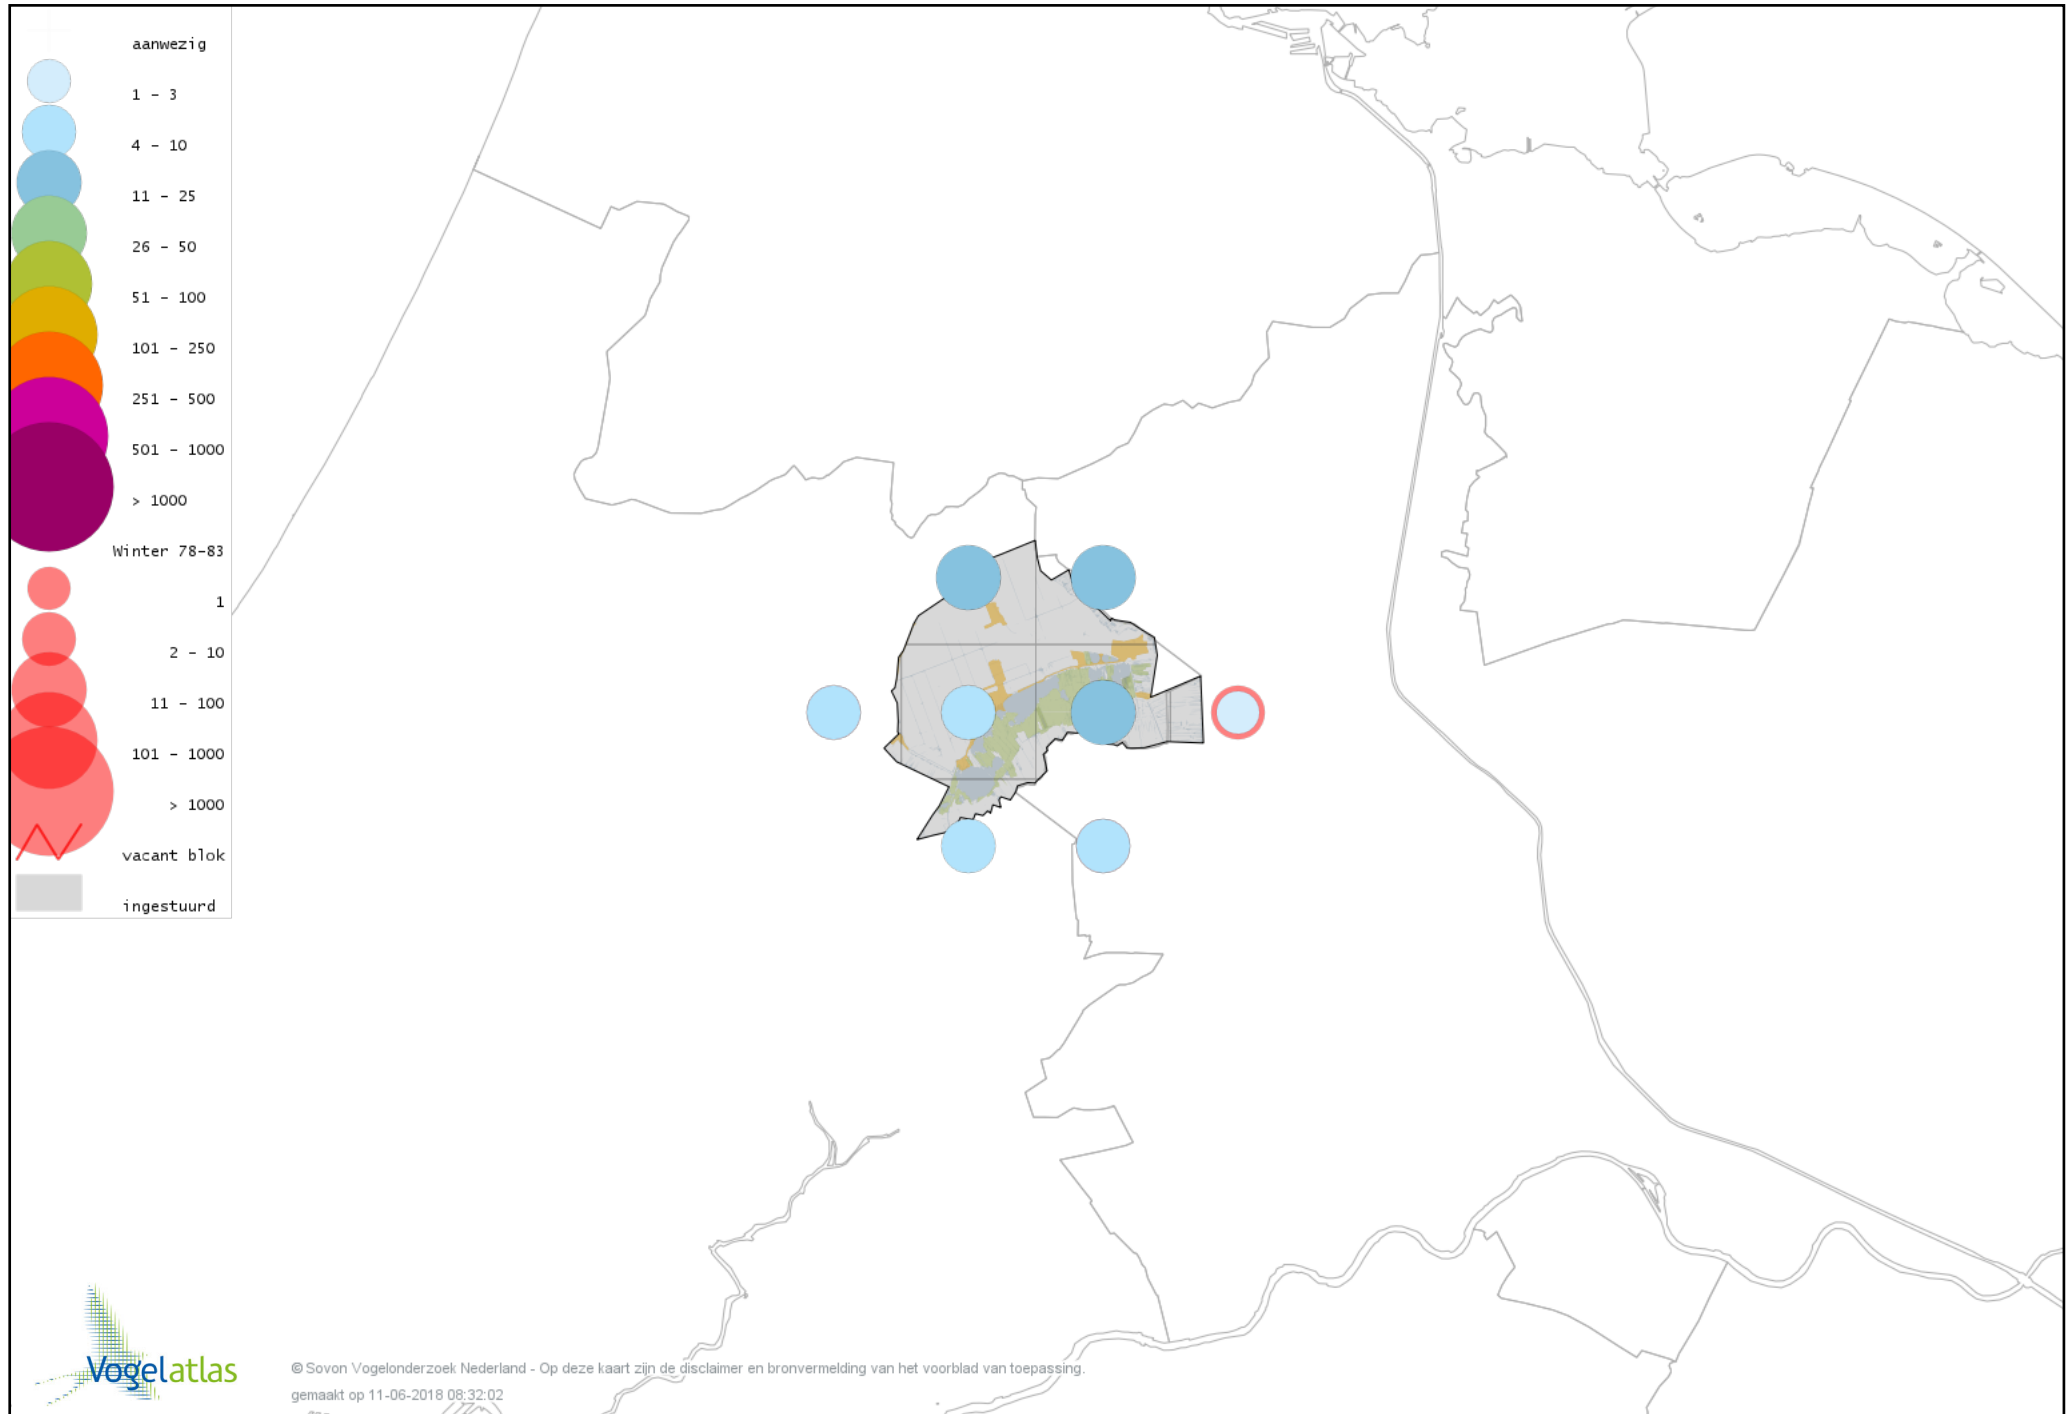 aanwezig
1 - 3
4 - 10
11 - 25
26 - 50
51 - 100
101 - 250
251 - 500
501 - 1000
> 1000
Winter 78-83
1
2 - 10
11 - 100
101 - 1000
> 1000
vacant blok
ingestuurd
Vogelatlas
© Sovon Vogelonderzoek Nederland - Op deze kaart zijn de disclaimer en bronvermelding van het voorblad van toepassing.
gemaakt op 11-06-2018 08:32:02